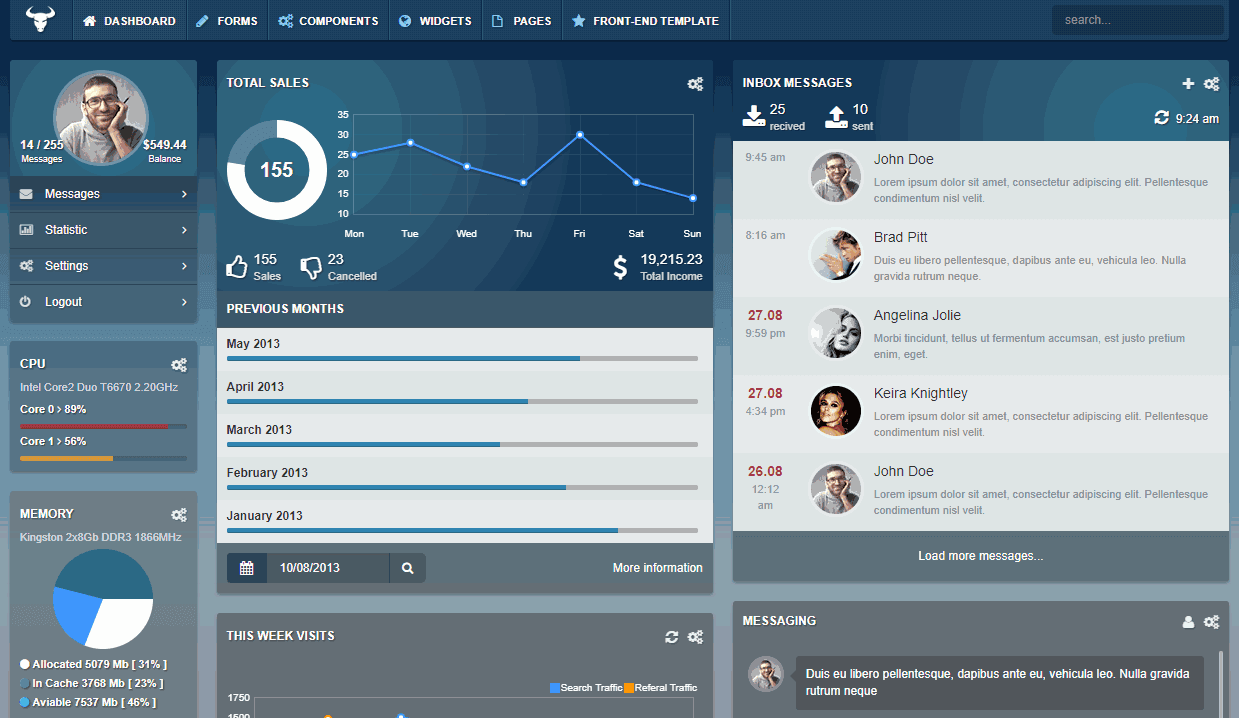 DASHBOARD
FORMS
COMPONENTS
WIDGETS
PAGES
FRONT-END TEMPLATE
search...
14 / 255
Messages
$549.44
Balance
Messages
Statistic
Settings
Logout
CPU
Intel Core2 Duo T6670 2.20GHz
Core 0 > 89%
Core 1 > 56%
MEMORY
Kingston 2x8Gb DDR3 1866MHz
Allocated 5079 Mb [ 31% ]
In Cache 3768 Mb [ 23% ]
Aviable 7537 Mb [ 46% ]
TOTAL SALES
155
35
30
25
20
15
10
Mon Tue Wed Thu Fri Sat Sun
155
Sales
23
Cancelled
19,215.23
Total Income
PREVIOUS MONTHS
May 2013
April 2013
March 2013
February 2013
January 2013
10/08/2013
More information
THIS WEEK VISITS
Search Traffic Referal Traffic
1750
1500
INBOX MESSAGES
25
recived
10
sent
9:24 am
9:45 am
John Doe
Lorem ipsum dolor sit amet, consectetur adipiscing elit. Pellentesque
condimentum nisl velit.
8:16 am
Brad Pitt
Duis eu libero pellentesque, dapibus ante eu, vehicula leo. Nulla
gravida rutrum neque.
27.08
9:59 pm
Angelina Jolie
Morbi tincidunt, tellus ut fermentum accumsan, est justo pretium
enim, eget.
27.08
4:34 pm
Keira Knightley
Lorem ipsum dolor sit amet, consectetur adipiscing elit. Pellentesque
condimentum nisl velit.
26.08
12:12
am
John Doe
Lorem ipsum dolor sit amet, consectetur adipiscing elit. Pellentesque
condimentum nisl velit.
Load more messages...
MESSAGING
Duis eu libero pellentesque, dapibus ante eu, vehicula leo. Nulla gravida
rutrum neque